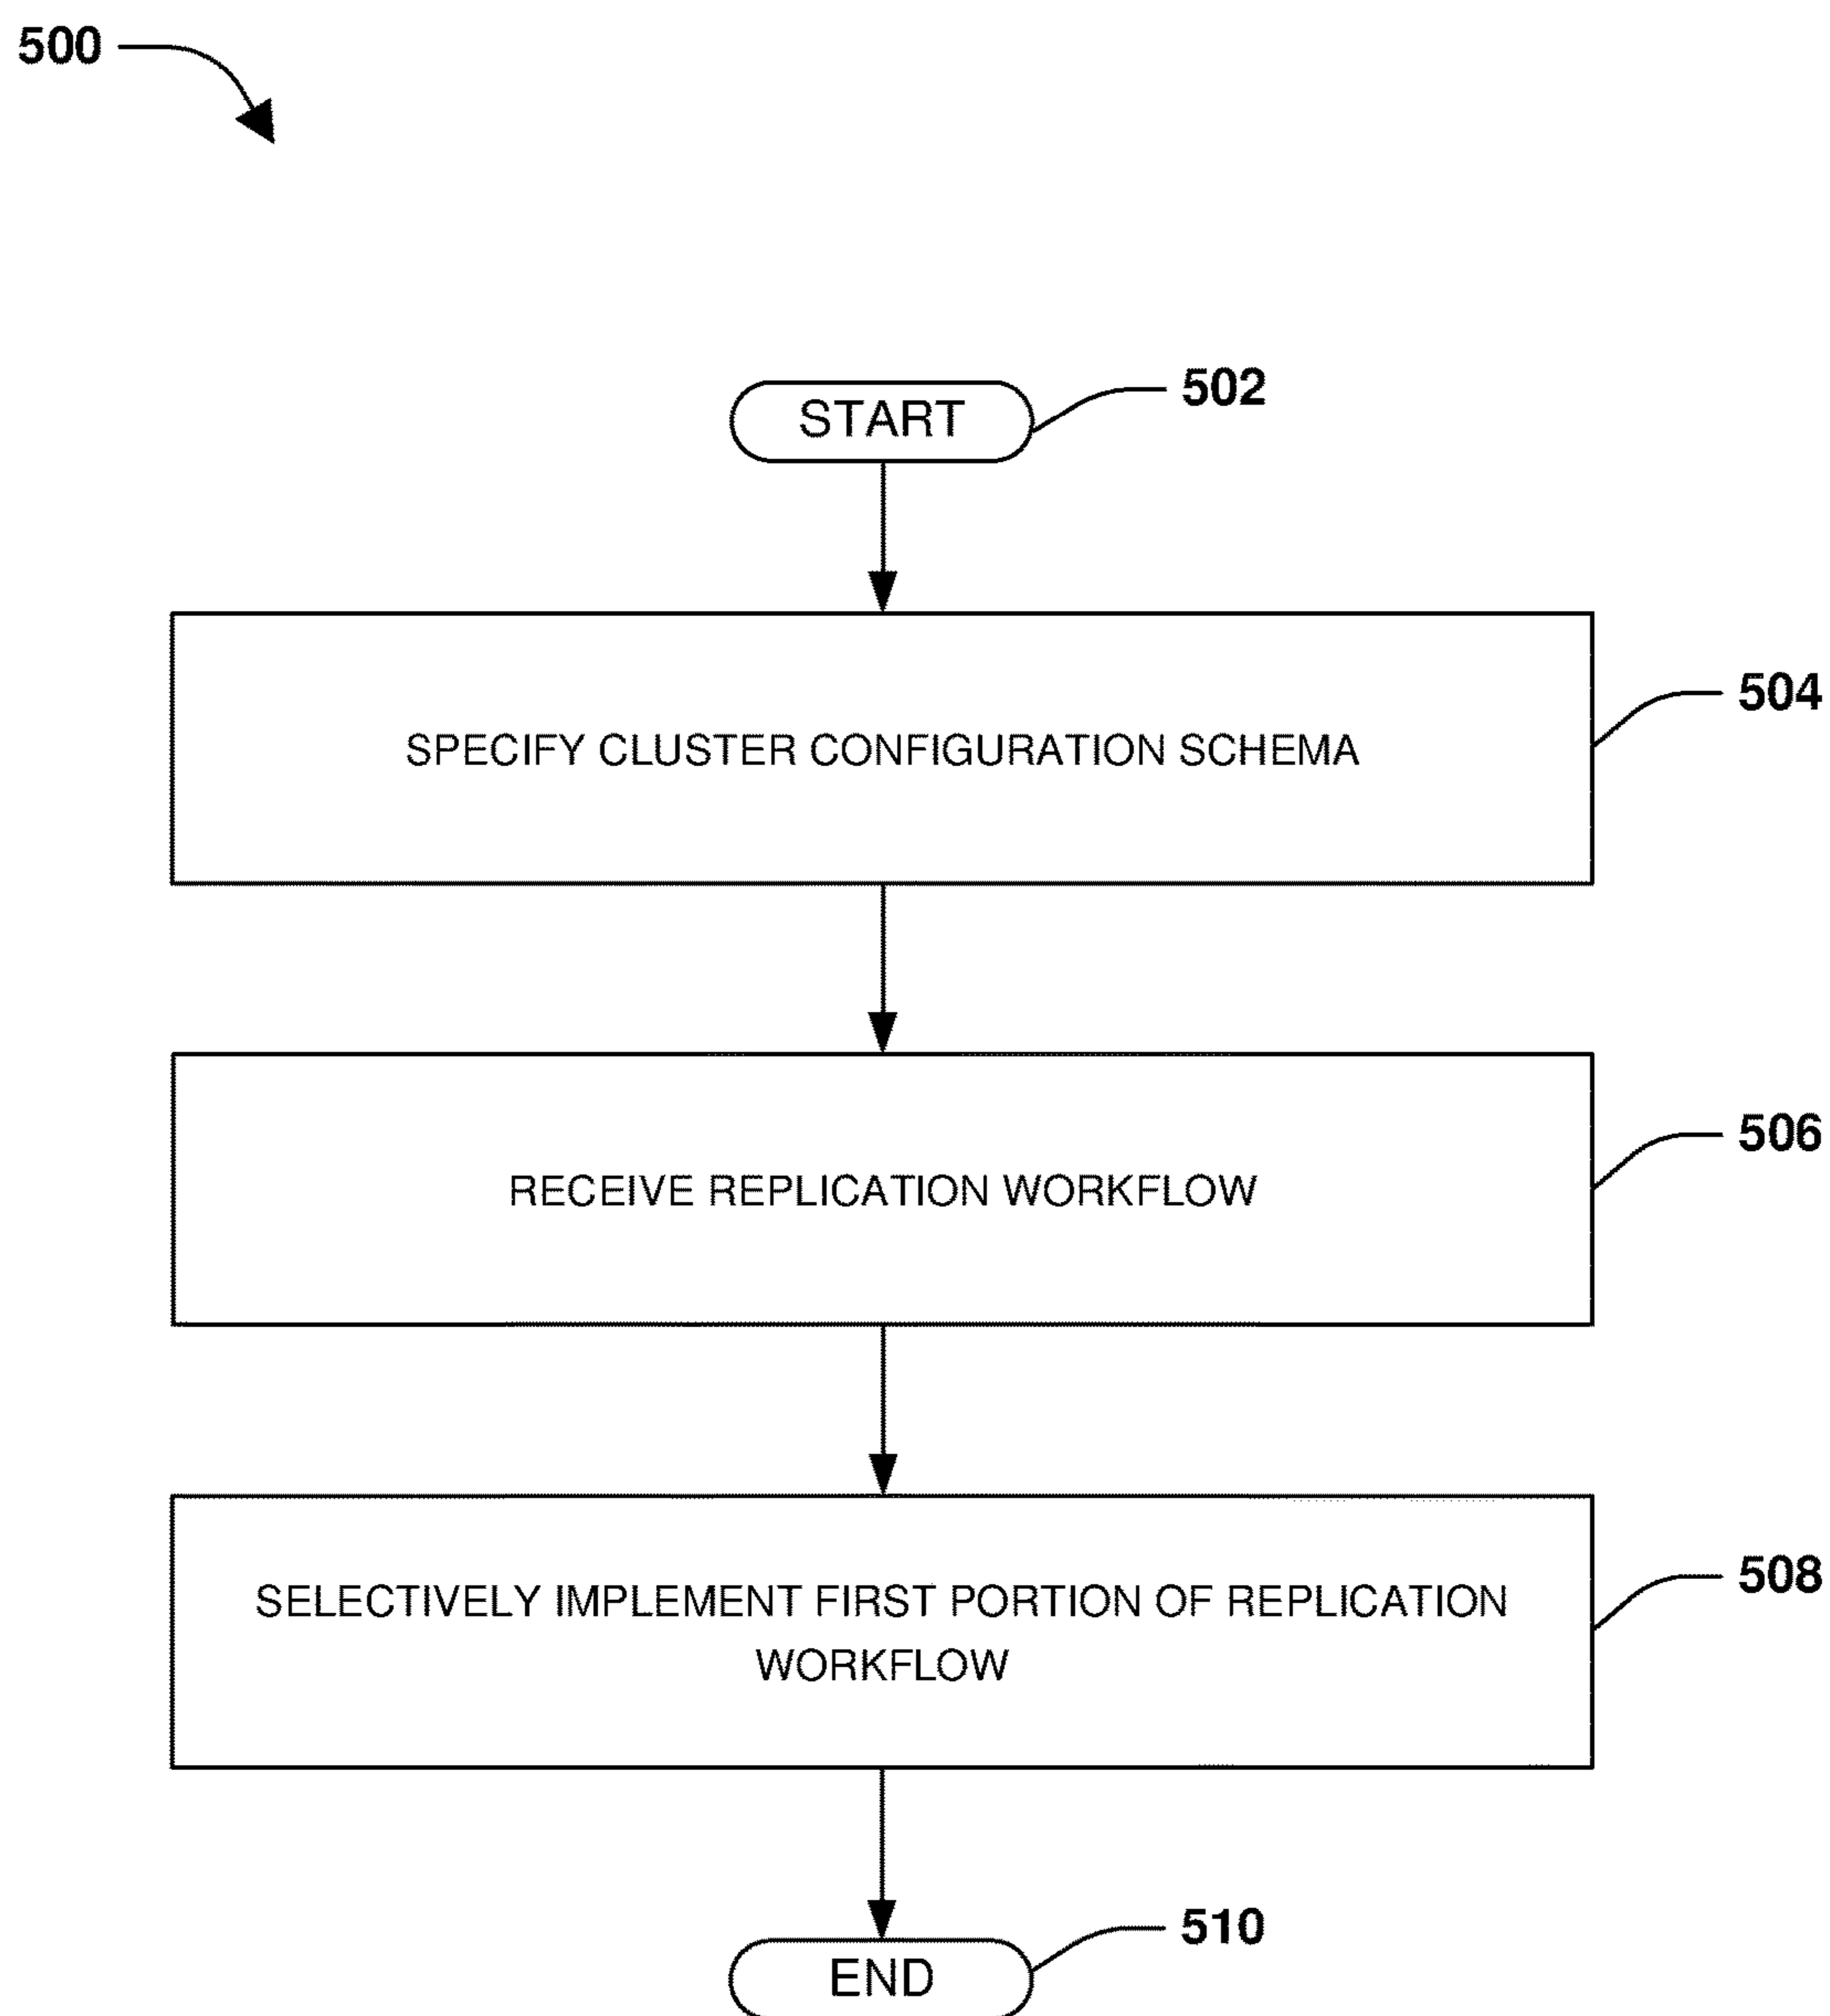 500
START
502
SPECIFY CLUSTER CONFIGURATION SCHEMA
504
RECEIVE REPLICATION WORKFLOW
506
SELECTIVELY IMPLEMENT FIRST PORTION OF REPLICATION
WORKFLOW
508
END
510